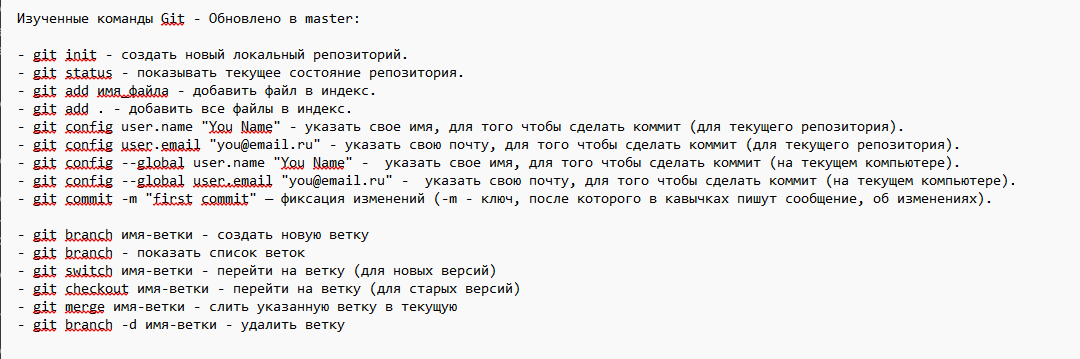 Изученные команды Git - Обновлено в master:
- git init - создать новый локальный репозиторий.
- git status - показывать текущее состояние репозитория.
- git add имя_файла - добавить файл в индекс.
- git add . - добавить все файлы в индекс.
- git config user.name "You Name" - указать свое имя, для того чтобы сделать коммит (для текущего репозитория).
- git config user.email "you@email.ru" - указать свою почту, для того чтобы сделать коммит (для текущего репозитория).
- git config --global user.name "You Name" -  указать свое имя, для того чтобы сделать коммит (на текущем компьютере).
- git config --global user.email "you@email.ru" -  указать свою почту, для того чтобы сделать коммит (на текущем компьютере).
- git commit -m "first commit" — фиксация изменений (-m - ключ, после которого в кавычках пишут сообщение, об изменениях).
- git branch имя-ветки - создать новую ветку
- git branch - показать список веток
- git switch имя-ветки - перейти на ветку (для новых версий)
- git checkout имя-ветки - перейти на ветку (для старых версий)
- git merge имя-ветки - слить указанную ветку в текущую
- git branch -d имя-ветки - удалить ветку